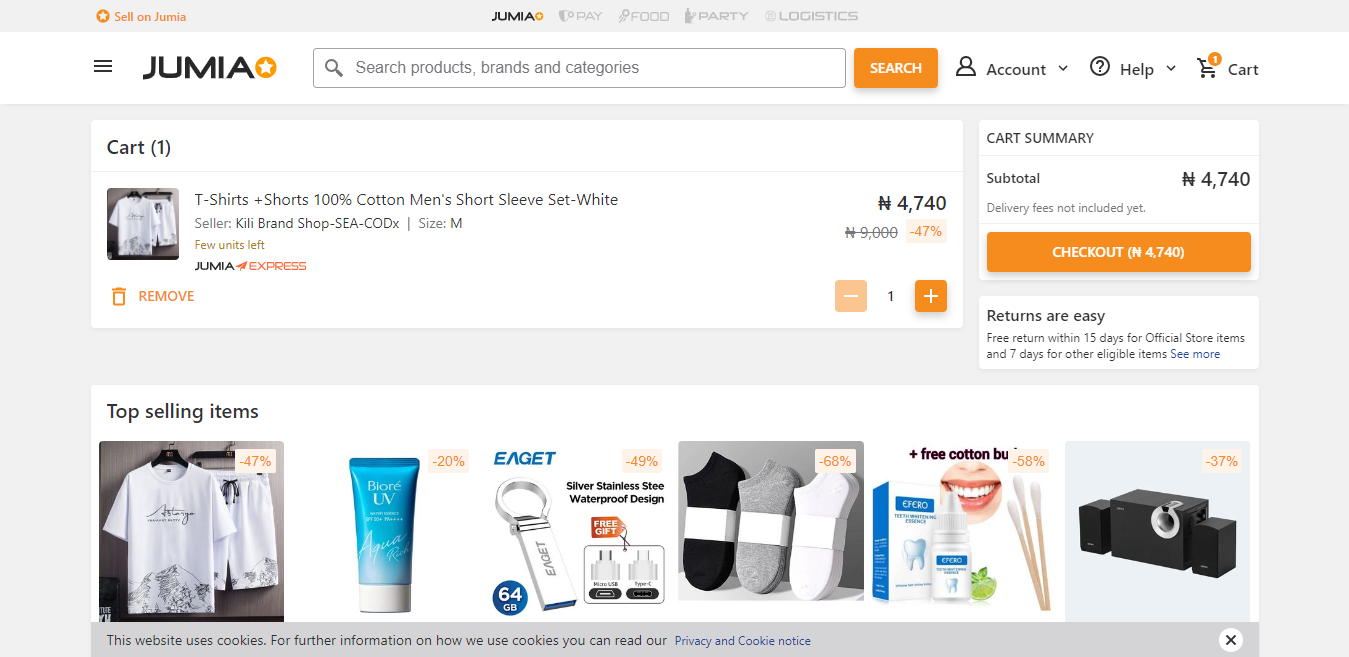 Sell on Jumia
JUMIA PAY FOOD PARTY LOGISTICS
JUMIA
Search products, brands and categories
SEARCH
Account
Help
1
Cart
Cart (1)
T-Shirts +Shorts 100% Cotton Men's Short Sleeve Set-White
₦ 4,740
Seller: Kili Brand Shop-SEA-CODx | Size: M
₦ 9,000 -47%
Few units left
JUMIA EXPRESS
REMOVE
1
CART SUMMARY
Subtotal ₦ 4,740
Delivery fees not included yet.
CHECKOUT (₦ 4,740)
Returns are easy
Free return within 15 days for Official Store items
and 7 days for other eligible items See more
Top selling items
-47%
-20%
Bioré
UV
Aqua
Rich
-49%
EAGET
Silver Stainless Stee
Waterproof Design
FREE
GIFT
EAGET
Micro USB
Type-C
64
GB
-68%
-58%
+ free cotton bu
EFERO
TEETH WHITENING
ESSENCE
EFERO
-37%
This website uses cookies. For further information on how we use cookies you can read our Privacy and Cookie notice